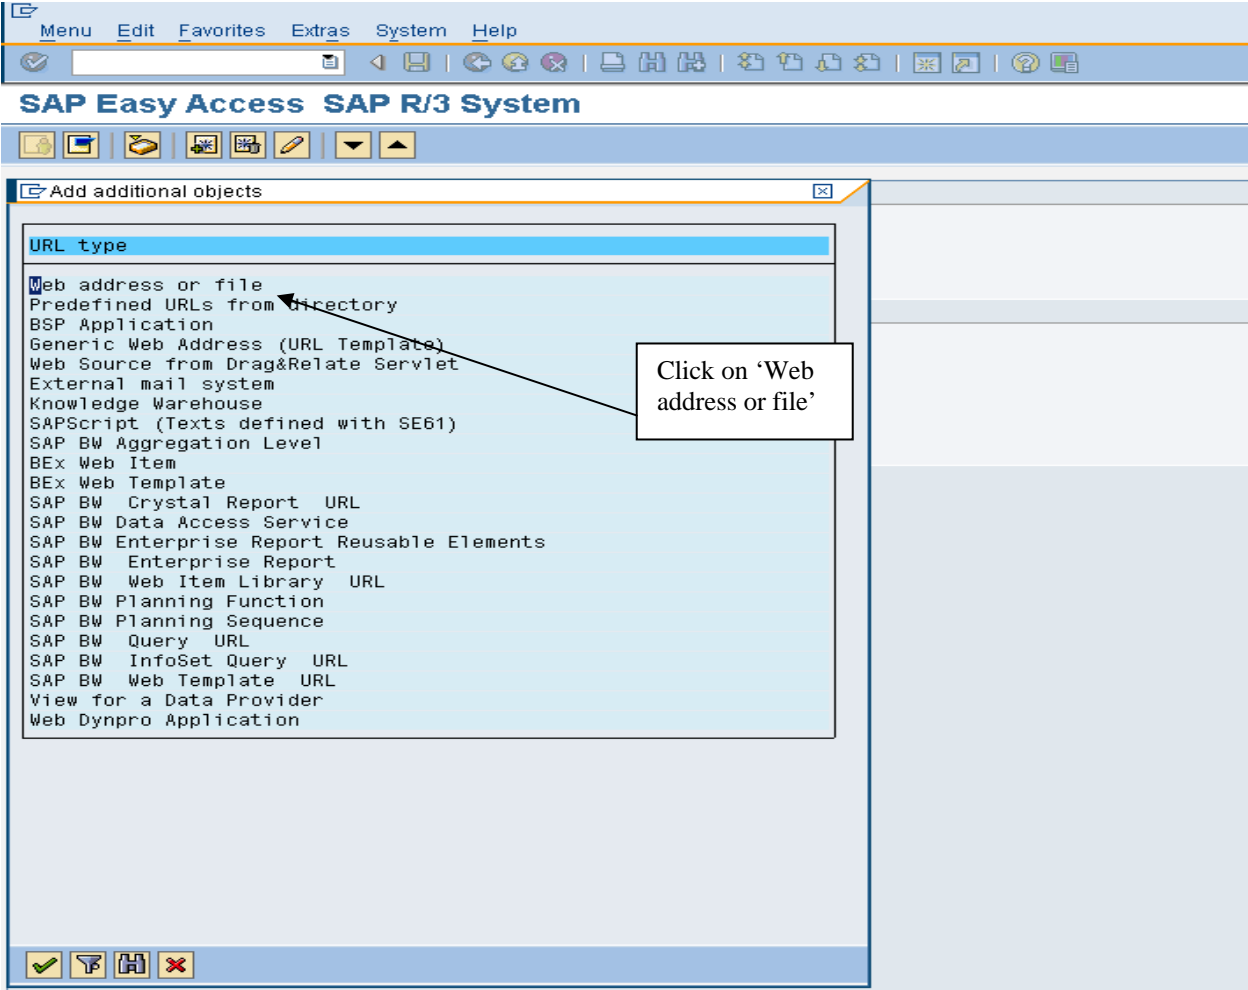 Menu Edit Favorites Extras System Help
SAP Easy Access SAP R/3 System
Add additional objects
URL type
Web address or file
Predefined URLs from directory
BSP Application
Generic Web Address (URL Template)
Web Source from Drag&Relate Servlet
External mail system
Knowledge Warehouse
SAPScript (Texts defined with SE61)
SAP BW Aggregation Level
BEx Web Item
BEx Web Template
SAP BW  Crystal Report  URL
SAP BW Data Access Service
SAP BW Enterprise Report Reusable Elements
SAP BW  Enterprise Report
SAP BW  Web Item Library  URL
SAP BW Planning Function
SAP BW Planning Sequence
SAP BW  Query  URL
SAP BW  InfoSet Query  URL
SAP BW  Web Template  URL
View for a Data Provider
Web Dynpro Application
Click on ‘Web
address or file’